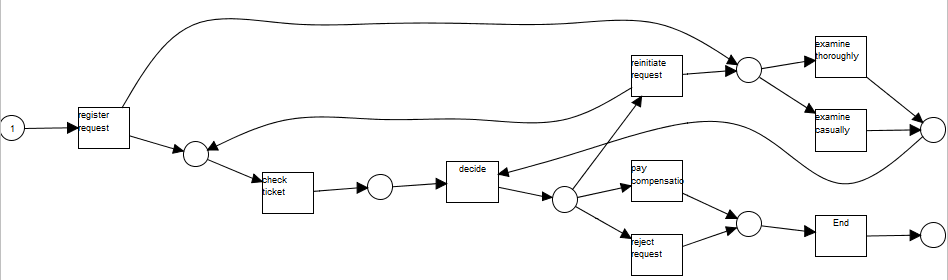 1
register
request
check
ticket
decide
reinitiate
request
pay
compensatio
reject
request
examine
thoroughly
examine
casually
End